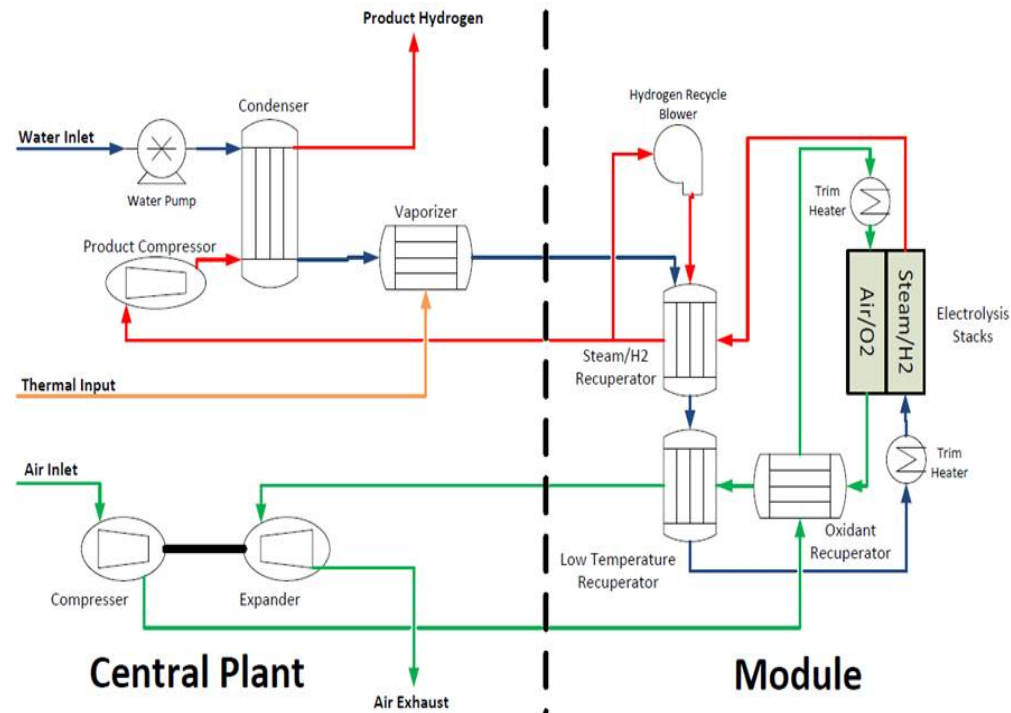 Product Hydrogen
Hydrogen Recycle
Blower
Condenser
Water Inlet
Water Pump
Vaporizer
Trim
Heater
Product Compressor
Steam/H2
Air/O2
Electrolysis
Stacks
Steam/H2
Recuperator
Thermal Input
Air Inlet
Trim
Heater
Oxidant
Recuperator
Low Temperature
Recuperator
Compresser
Expander
Central Plant
Module
Air Exhaust